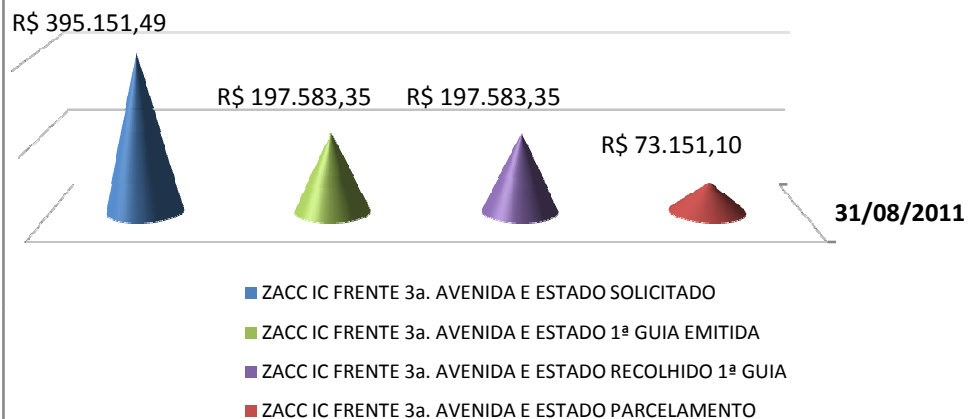 R$ 395.151,49
R$ 197.583,35
R$ 197.583,35
R$ 73.151,10
31/08/2011
ZACC IC FRENTE 3a. AVENIDA E ESTADO SOLICITADO
ZACC IC FRENTE 3a. AVENIDA E ESTADO 1ª GUIA EMITIDA
ZACC IC FRENTE 3a. AVENIDA E ESTADO RECOLHIDO 1ª GUIA
ZACC IC FRENTE 3a. AVENIDA E ESTADO PARCELAMENTO